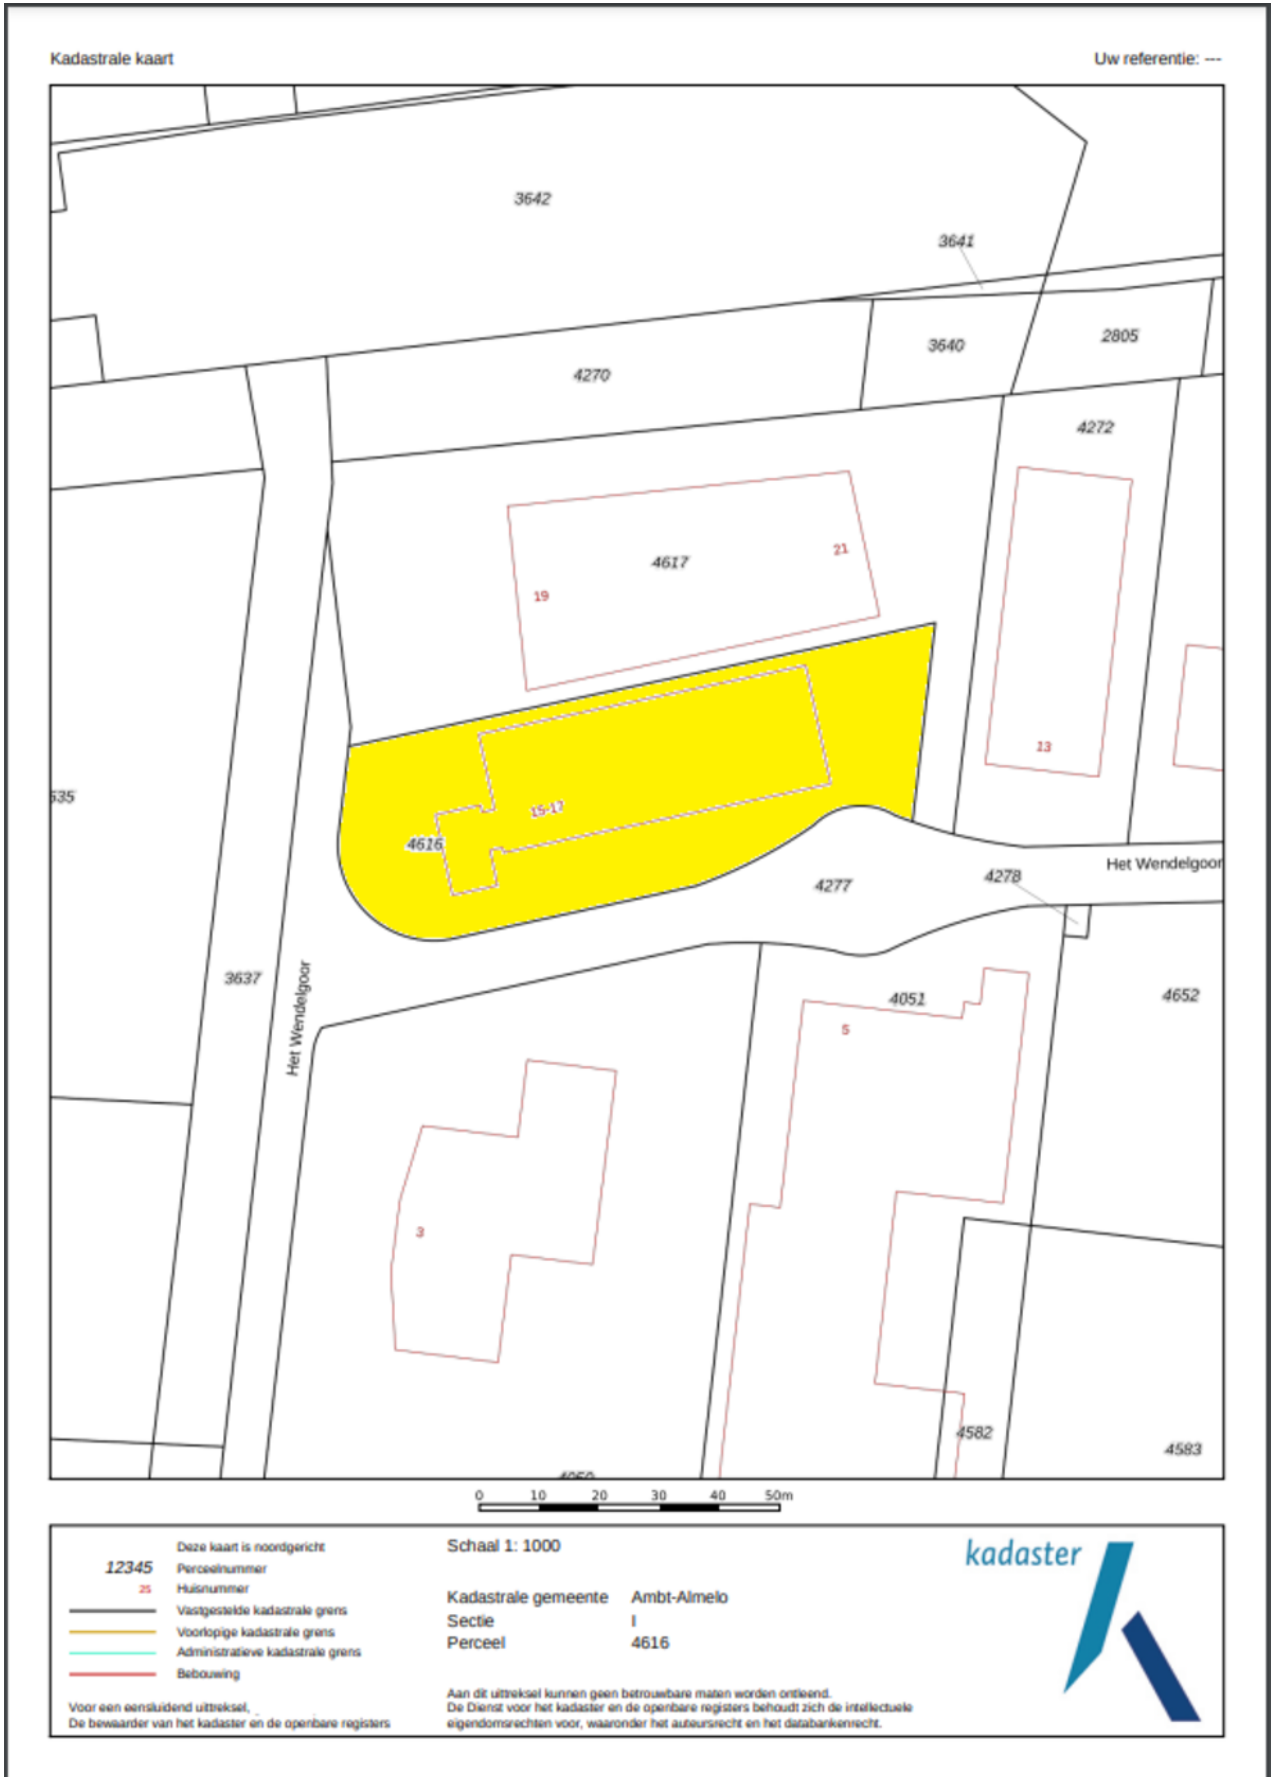 Kadastrale kaart
Uw referentie: ---
3642
3641
3640
2805
4270
4272
4617
21
19
13
15-17
4616
4277
4278
Het Wendelgoor
3637
Het Wendelgoor
4051
5
4652
3
4582
4583
0 10 20 30 40 50m
Deze kaart is noordgericht
12345 Perceelnummer
25 Huisnummer
Vastgestelde kadastrale grens
Voorlopige kadastrale grens
Administratieve kadastrale grens
Bebouwing
Voor een eensluidend uittreksel,
De bewaarder van het kadaster en de openbare registers
Schaal 1: 1000
Kadastrale gemeente Ambt-Almelo
Sectie I
Perceel 4616
Aan dit uittreksel kunnen geen betrouwbare maten worden ontleend.
De Dienst voor het kadaster en de openbare registers behoudt zich de intellectuele
eigendomsrechten voor, waaronder het auteursrecht en het databankenrecht.
kadaster